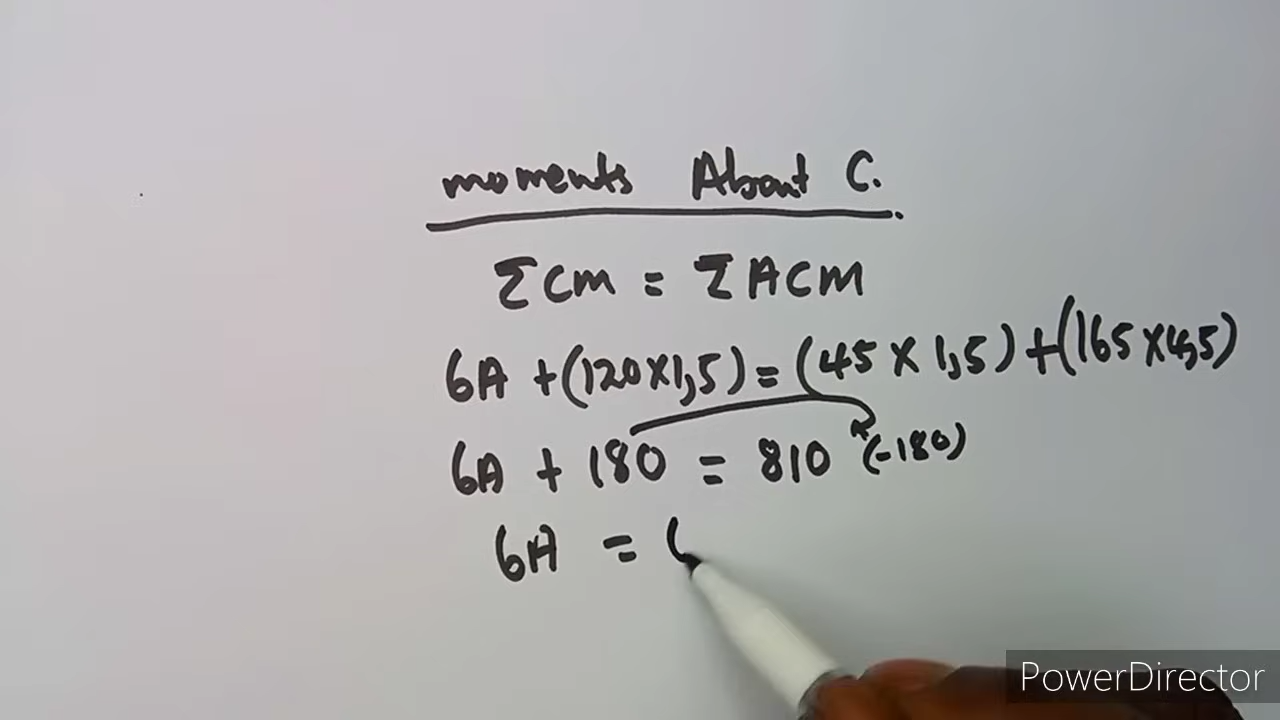 moments About C.
ΣCM = ΣACM
6A + (120×1,5) = (45 × 1,5) + (165 × 4,5)
6A + 180 = 810 (-180)
6A = 
PowerDirector